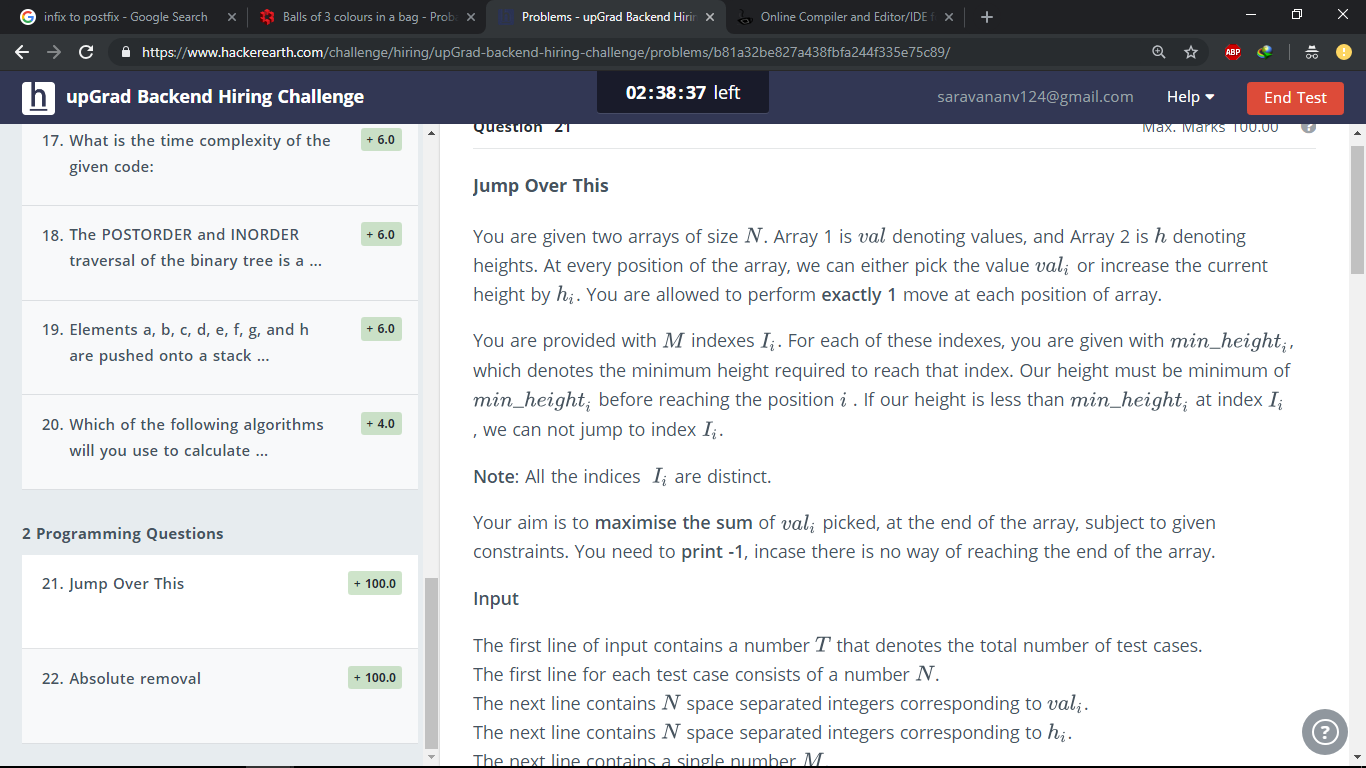 infix to postfix - Google Search
Balls of 3 colours in a bag - Prob
Problems - upGrad Backend Hirin
Online Compiler and Editor/IDE f
https://www.hackerearth.com/challenge/hiring/upGrad-backend-hiring-challenge/problems/b81a32be827a438fbfa244f335e75c89/
ABP
h upGrad Backend Hiring Challenge
02:38:37 left
saravananv124@gmail.com
Help
End Test
17. What is the time complexity of the
given code:
+ 6.0
18. The POSTORDER and INORDER
traversal of the binary tree is a ...
+ 6.0
19. Elements a, b, c, d, e, f, g, and h
are pushed onto a stack ...
+ 6.0
20. Which of the following algorithms
will you use to calculate ...
+ 4.0
2 Programming Questions
21. Jump Over This
+ 100.0
22. Absolute removal
+ 100.0
Question 21
Max. Marks 100.00
Jump Over This
You are given two arrays of size N. Array 1 is val denoting values, and Array 2 is h denoting
heights. At every position of the array, we can either pick the value val_i or increase the current
height by h_i. You are allowed to perform exactly 1 move at each position of array.
You are provided with M indexes I_i. For each of these indexes, you are given with min_height_i,
which denotes the minimum height required to reach that index. Our height must be minimum of
min_height_i before reaching the position i . If our height is less than min_height_i at index I_i
, we can not jump to index I_i.
Note: All the indices I_i are distinct.
Your aim is to maximise the sum of val_i picked, at the end of the array, subject to given
constraints. You need to print -1, incase there is no way of reaching the end of the array.
Input
The first line of input contains a number T that denotes the total number of test cases.
The first line for each test case consists of a number N.
The next line contains N space separated integers corresponding to val_i.
The next line contains N space separated integers corresponding to h_i.
The next line contains a single number M